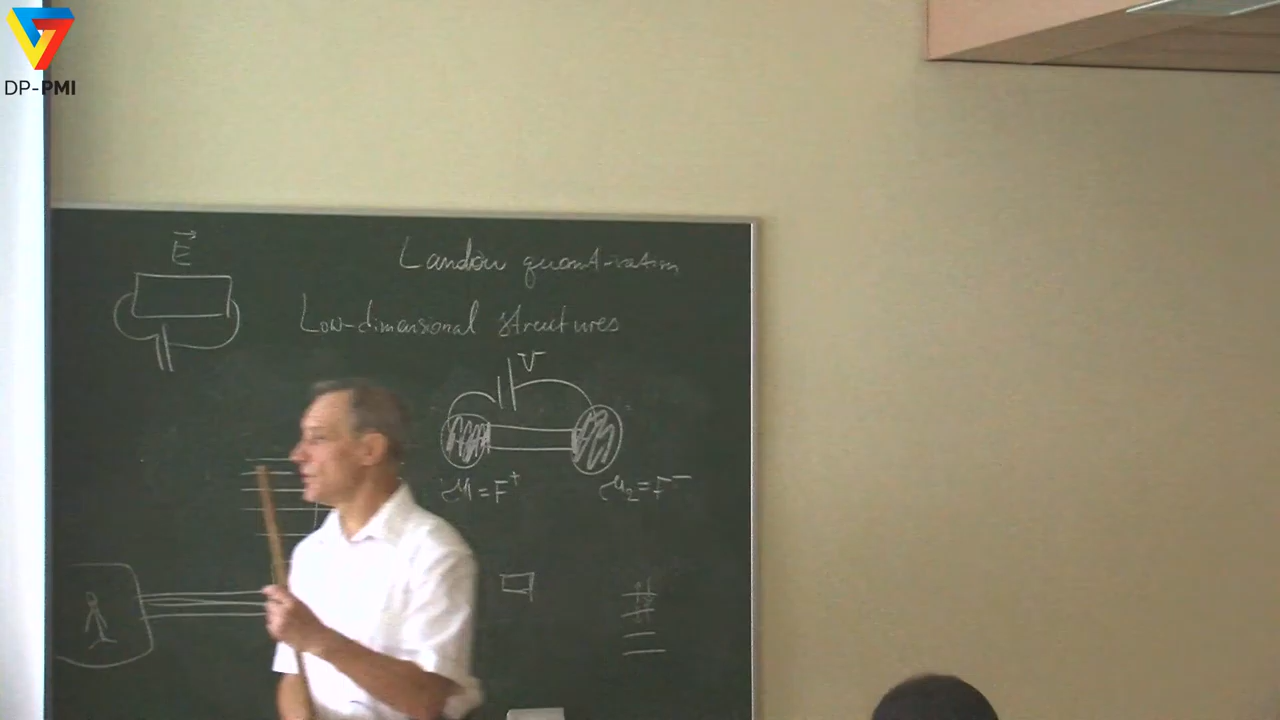 DP-PMI
E
Landau quantization
Low-dimensional structures
V
μ1=F⁺
μ2=F⁻